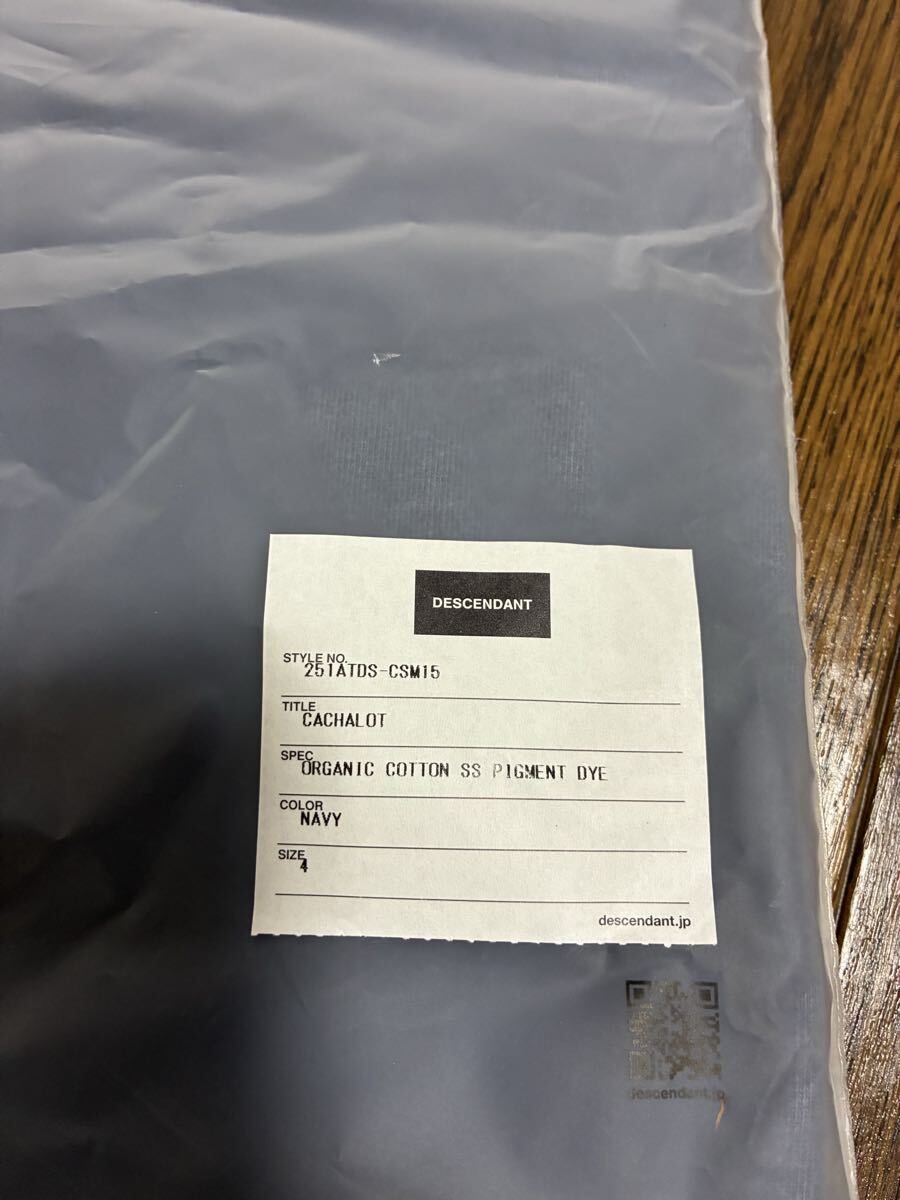 DESCENDANT
STYLE NO.
251ATDS-CSM15
TITLE
CACHALOT
SPEC
ORGANIC COTTON SS PIGMENT DYE
COLOR
NAVY
SIZE
4
descendant.jp
descendant.jp